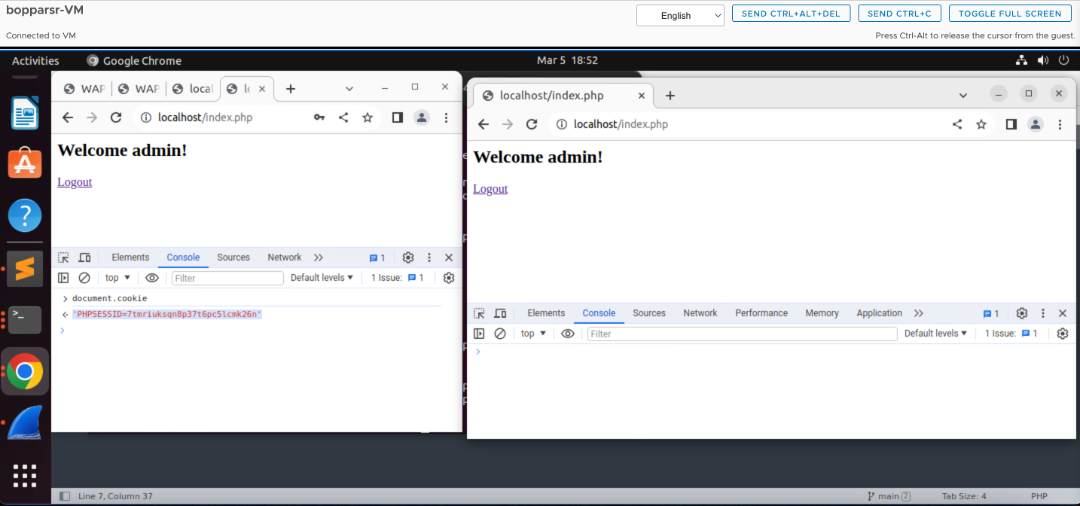 bopparsr-VM
English
SEND CTRL+ALT+DEL
SEND CTRL+C
TOGGLE FULL SCREEN
Connected to VM
Press Ctrl-Alt to release the cursor from the guest.
Activities
Google Chrome
Mar 5 18:52
WAP
WAP
local
lo
localhost/index.php
Welcome admin!
Logout
Elements
Console
Sources
Network
1
top
Filter
Default levels
1 Issue:
1
document.cookie
'PHPSESSID=7tmriuksqn8p37t6pc5lcmk26n'
localhost/index.php
localhost/index.php
Welcome admin!
Logout
Elements
Console
Sources
Network
Performance
Memory
Application
1
top
Filter
Default levels
1 Issue:
1
Line 7, Column 37
main
2
Tab Size: 4
PHP